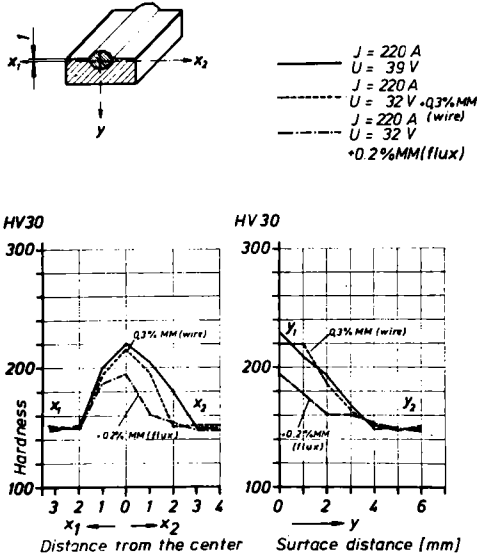 1
x₁ x₂
y
J = 220 A
U = 39 V
J = 220 A
U = 32 V +0,3% MM
(wire)
J = 220 A
U = 32 V
+0.2% MM (flux)
HV30
300
200
100
Hardness
x₁
x₂
0,3% MM (wire)
+0.2% MM (flux)
3 2 1 0 1 2 3 4
x₁ x₂
Distance from the center
HV 30
300
200
100
y₁
y₂
0,3% MM (wire)
+0.2% MM
(flux)
0 2 4 6
y
Surface distance [mm]